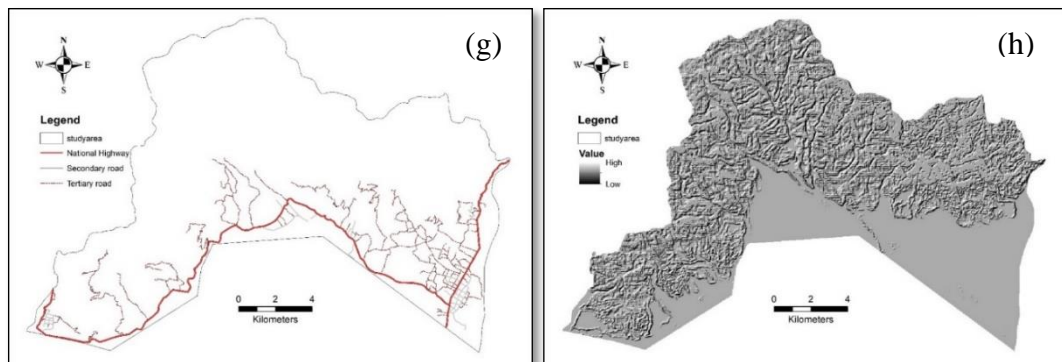 (g)
N
W E
S
Legend
studyarea
National Highway
Secondary road
Tertiary road
0 2 4
Kilometers
(h)
N
W E
S
Legend
studyarea
Value
High
Low
0 2 4
Kilometers